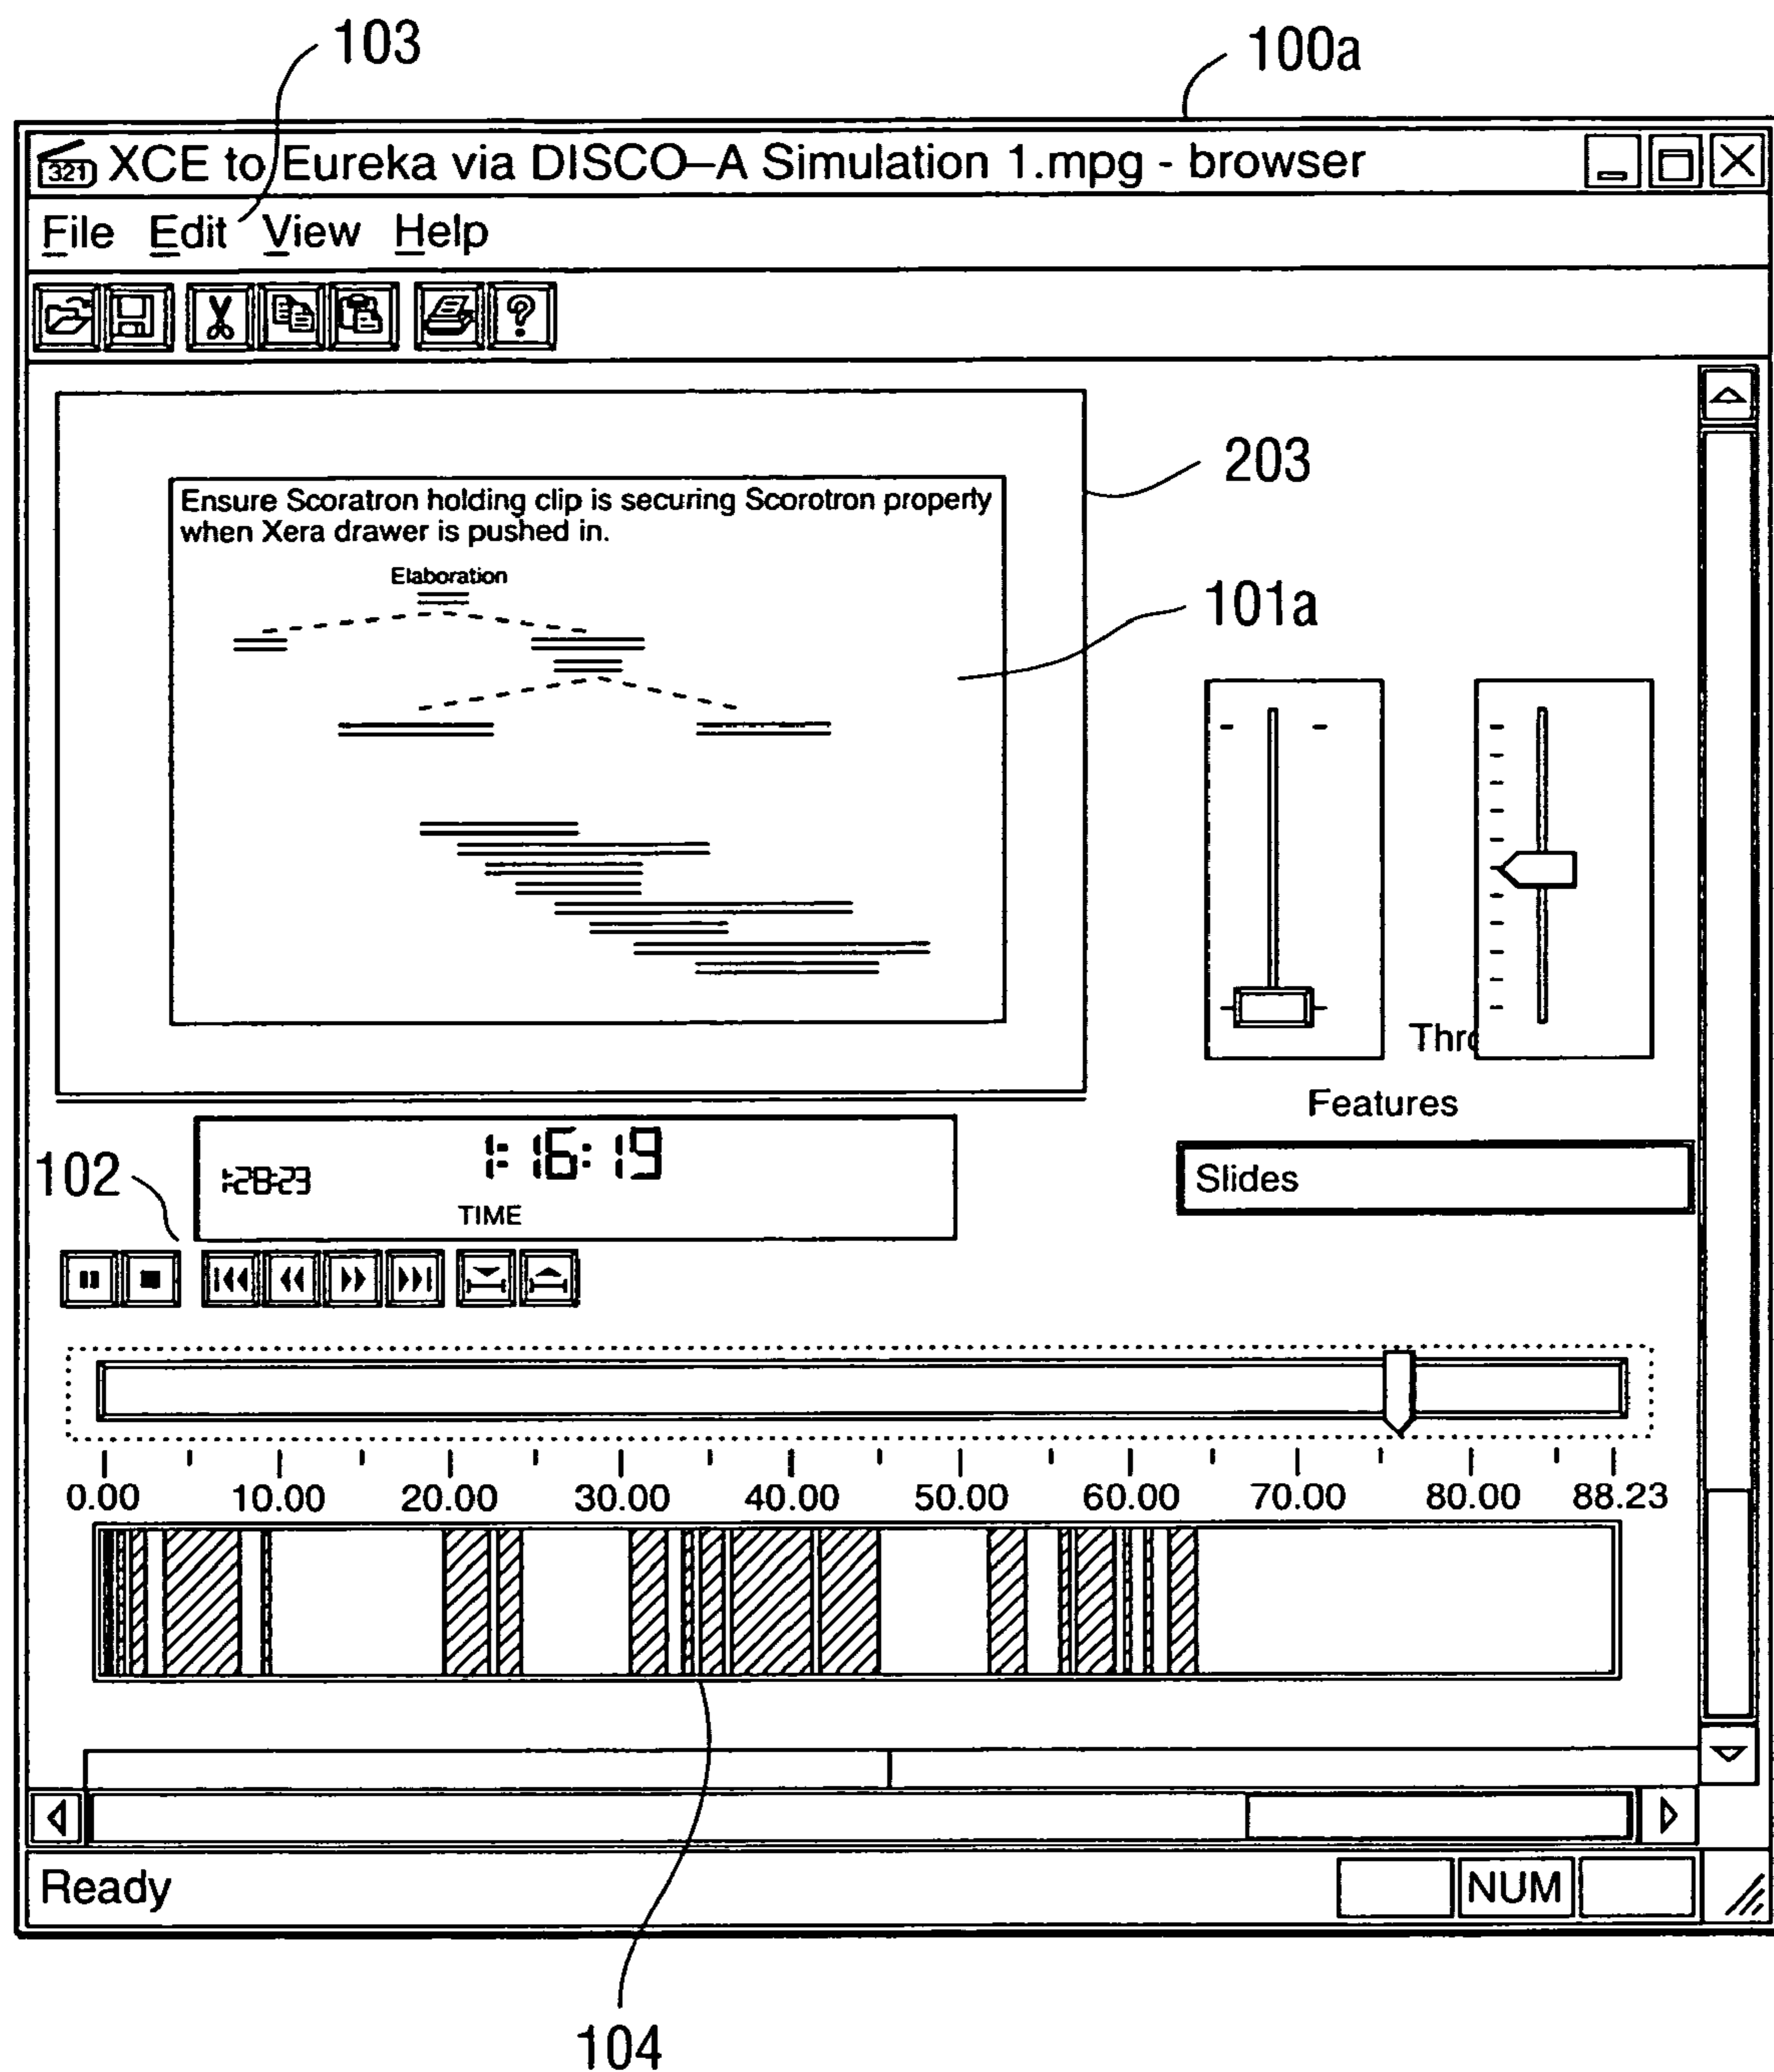 103
100a
321 XCE to Eureka via DISCO–A Simulation 1.mpg - browser
File Edit View Help
203
Ensure Scoratron holding clip is securing Scorotron property
when Xera drawer is pushed in.
Elaboration
101a
Thro
Features
Slides
102
1:28:23
1:16:19
TIME
0.00 10.00 20.00 30.00 40.00 50.00 60.00 70.00 80.00 88.23
Ready
NUM
104